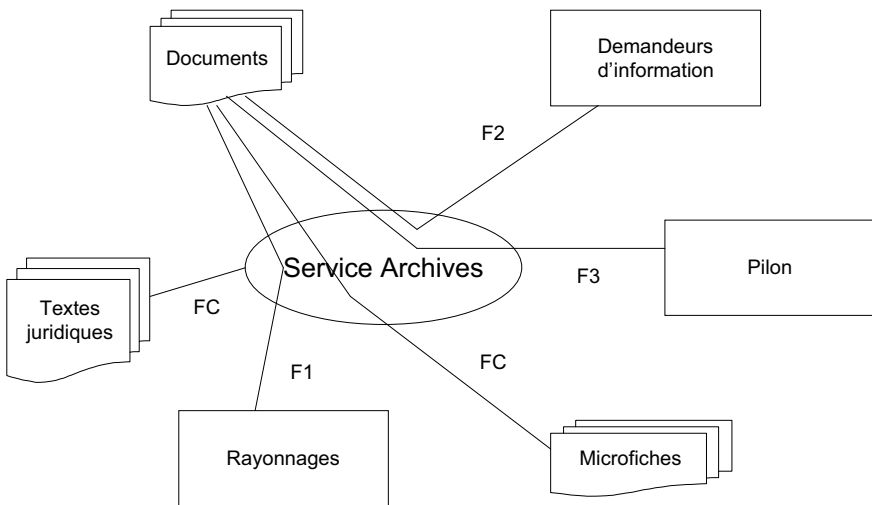 Documents
Demandeurs
d'information
F2
Service Archives
F3
Pilon
Textes
juridiques
FC
F1
FC
Rayonnages
Microfiches